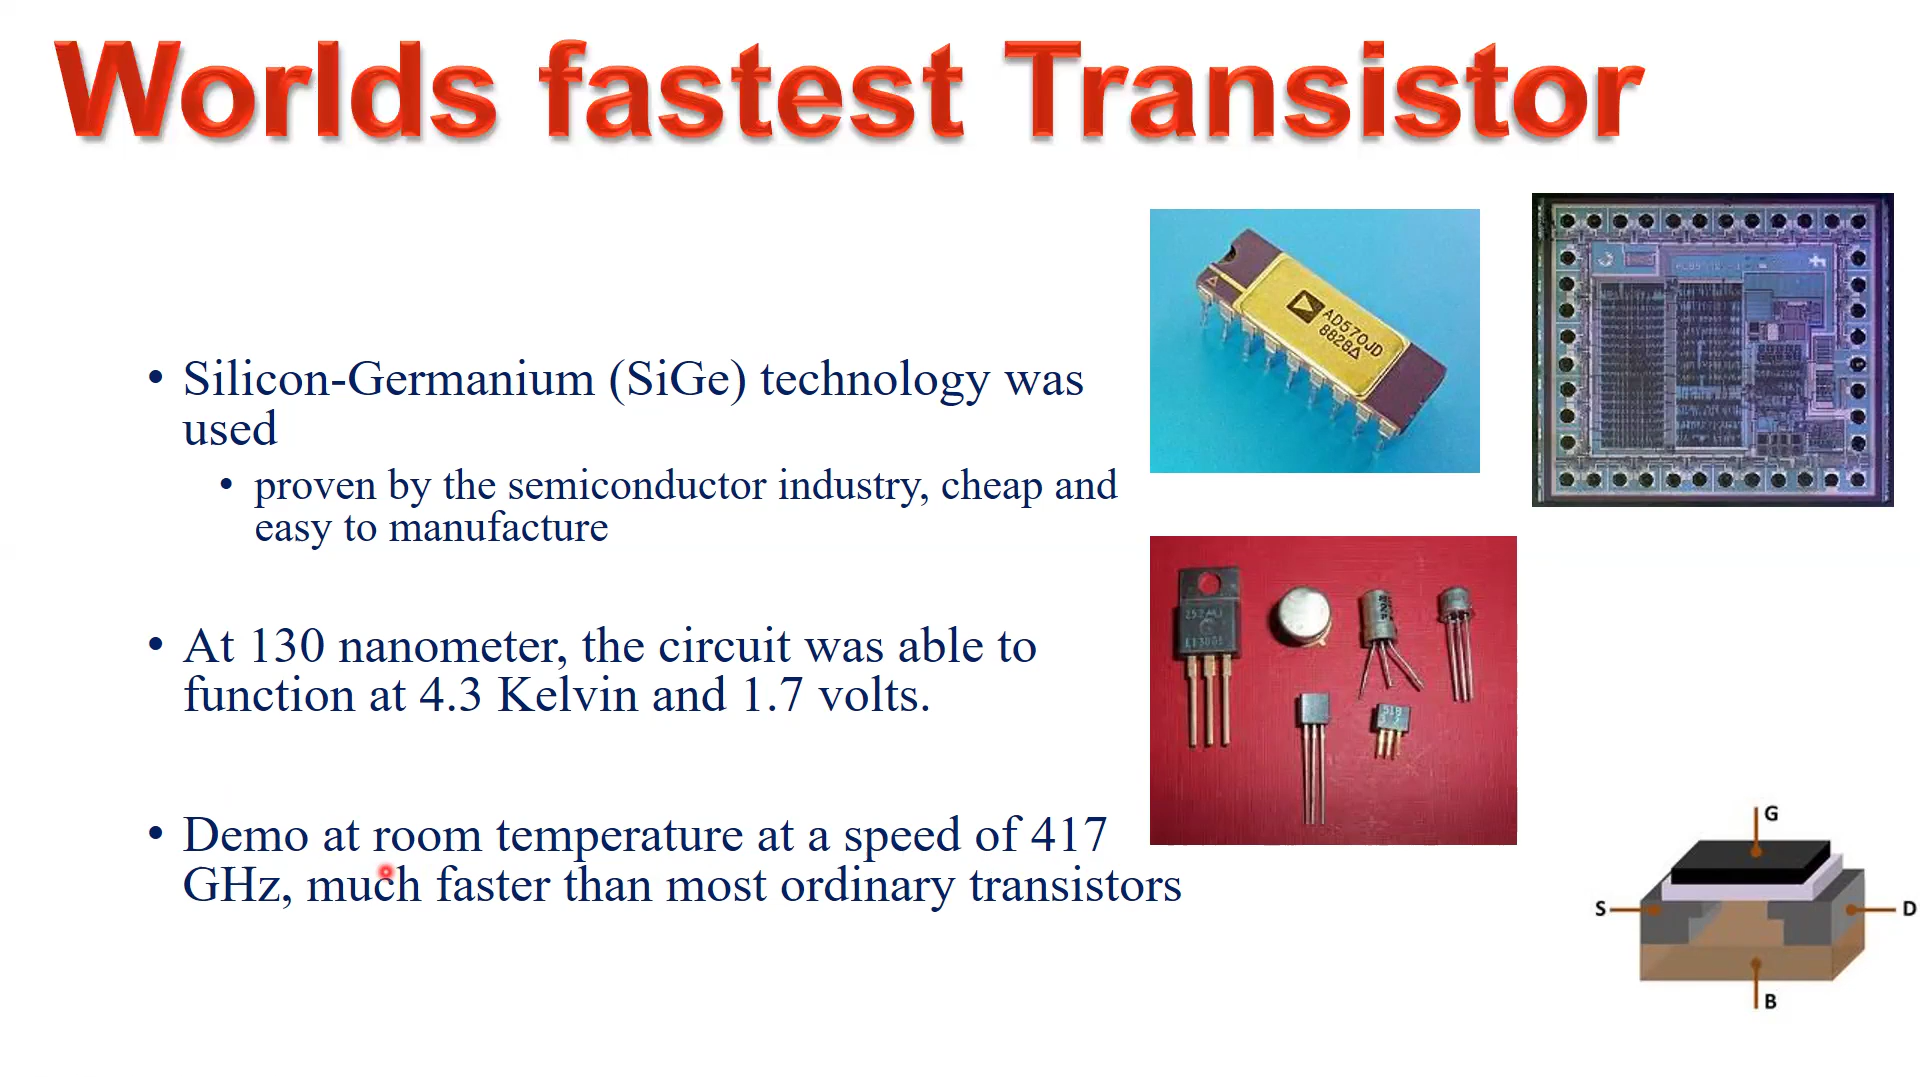 Worlds fastest Transistor
• Silicon-Germanium (SiGe) technology was
used
• proven by the semiconductor industry, cheap and
easy to manufacture
• At 130 nanometer, the circuit was able to
function at 4.3 Kelvin and 1.7 volts.
• Demo at room temperature at a speed of 417
GHz, much faster than most ordinary transistors
AD570JD
8828Δ
G
S
D
B